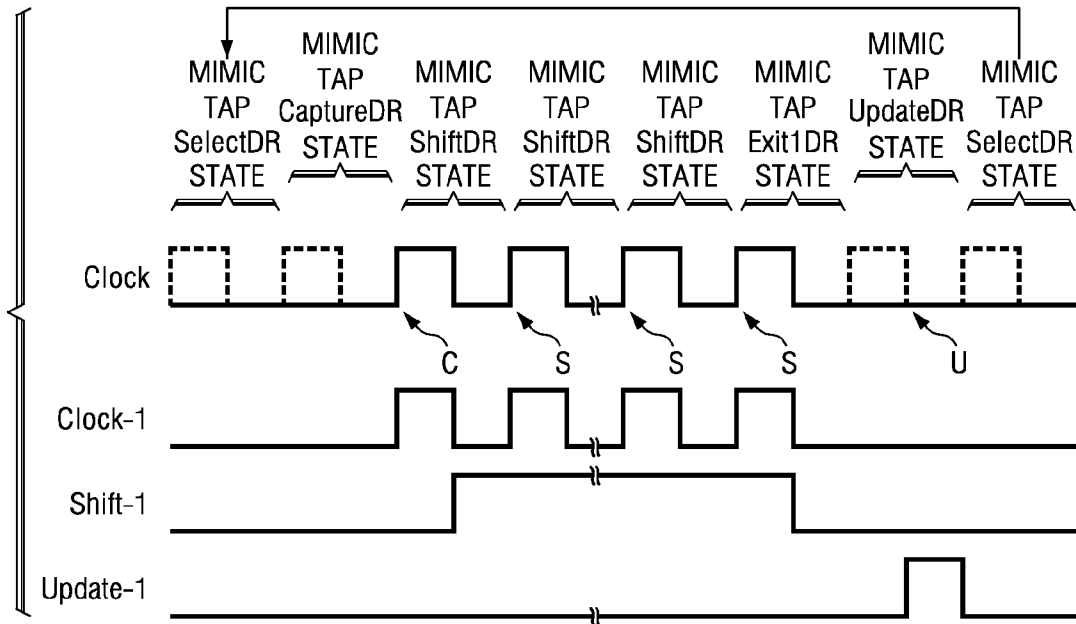 MIMIC
TAP
SelectDR
STATE
MIMIC
TAP
CaptureDR
STATE
MIMIC
TAP
ShiftDR
STATE
MIMIC
TAP
ShiftDR
STATE
MIMIC
TAP
ShiftDR
STATE
MIMIC
TAP
Exit1DR
STATE
MIMIC
TAP
UpdateDR
STATE
MIMIC
TAP
SelectDR
STATE
Clock
C
S
S
S
U
Clock-1
Shift-1
Update-1